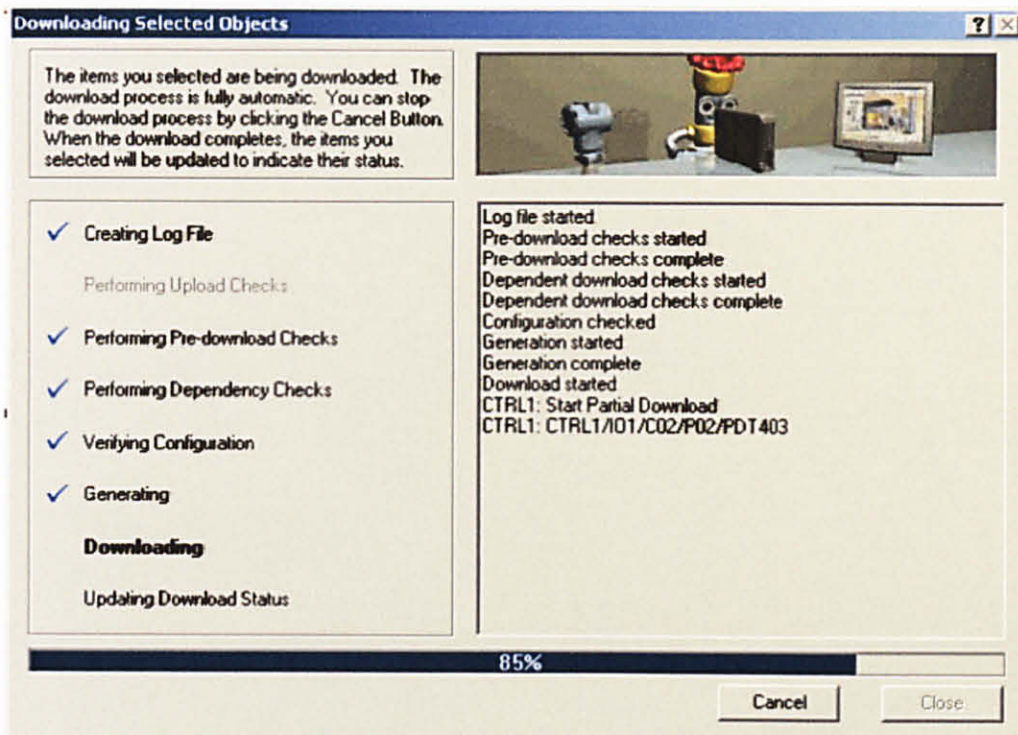 Downloading Selected Objects
The items you selected are being downloaded. The
download process is fully automatic. You can stop
the download process by clicking the Cancel Button.
When the download completes, the items you
selected will be updated to indicate their status.
Creating Log File
Performing Upload Checks
Performing Pre-download Checks
Performing Dependency Checks
Verifying Configuration
Generating
Downloading
Updating Download Status
Log file started
Pre-download checks started
Pre-download checks complete
Dependent download checks started
Dependent download checks complete
Configuration checked
Generation started
Generation complete
Download started
CTRL1: Start Partial Download
CTRL1: CTRL1/IO1/C02/P02/PDT403
85%
Cancel
Close